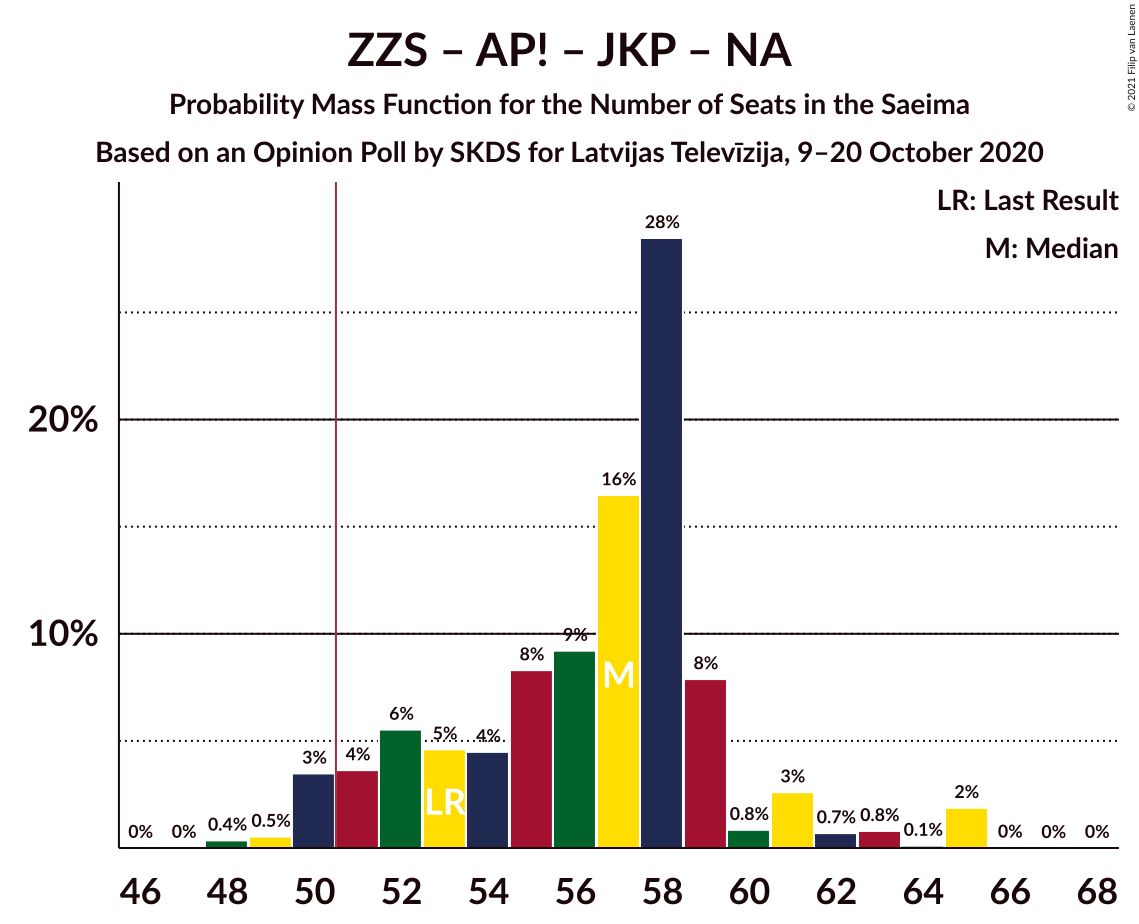 ZZS – AP! – JKP – NA
Probability Mass Function for the Number of Seats in the Saeima
Based on an Opinion Poll by SKDS for Latvijas Televīzija, 9–20 October 2020
© 2021 Filip van Laenen
LR: Last Result
M: Median
28%
20%
16%
10%
9%
8%
8%
M
6%
5%
4%
4%
3%
3%
2%
LR
0%
0%
0.4%
0.5%
0.8%
0.7%
0.8%
0.1%
0%
0%
0%
46 48 50 52 54 56 58 60 62 64 66 68